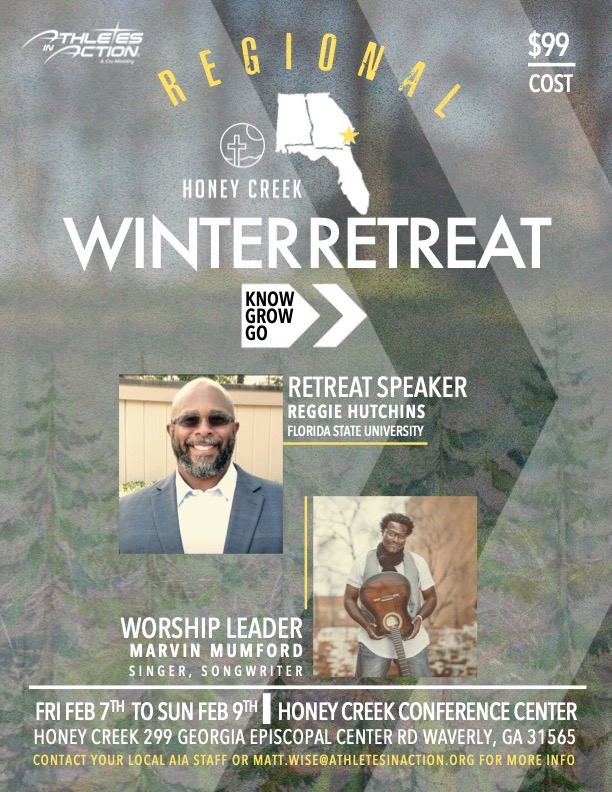 ATHLETES
IN ACTION
A Cru Ministry
$99
COST
REGIONAL
HONEY CREEK
WINTER RETREAT
KNOW
GROW
GO
RETREAT SPEAKER
REGGIE HUTCHINS
FLORIDA STATE UNIVERSITY
WORSHIP LEADER
MARVIN MUMFORD
SINGER, SONGWRITER
FRI FEB 7TH TO SUN FEB 9TH | HONEY CREEK CONFERENCE CENTER
HONEY CREEK 299 GEORGIA EPISCOPAL CENTER RD WAVERLY, GA 31565
CONTACT YOUR LOCAL AIA STAFF OR MATT.WISE@ATHLETESINACTION.ORG FOR MORE INFO